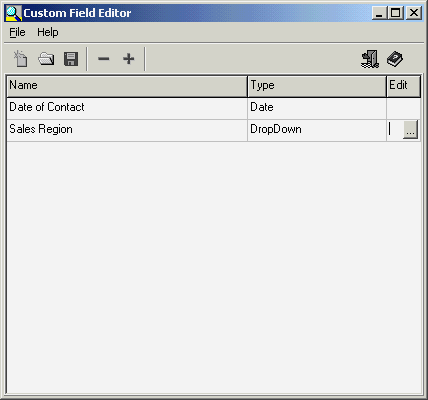 Custom Field Editor
File Help
Name Type Edit
Date of Contact Date
Sales Region DropDown ...